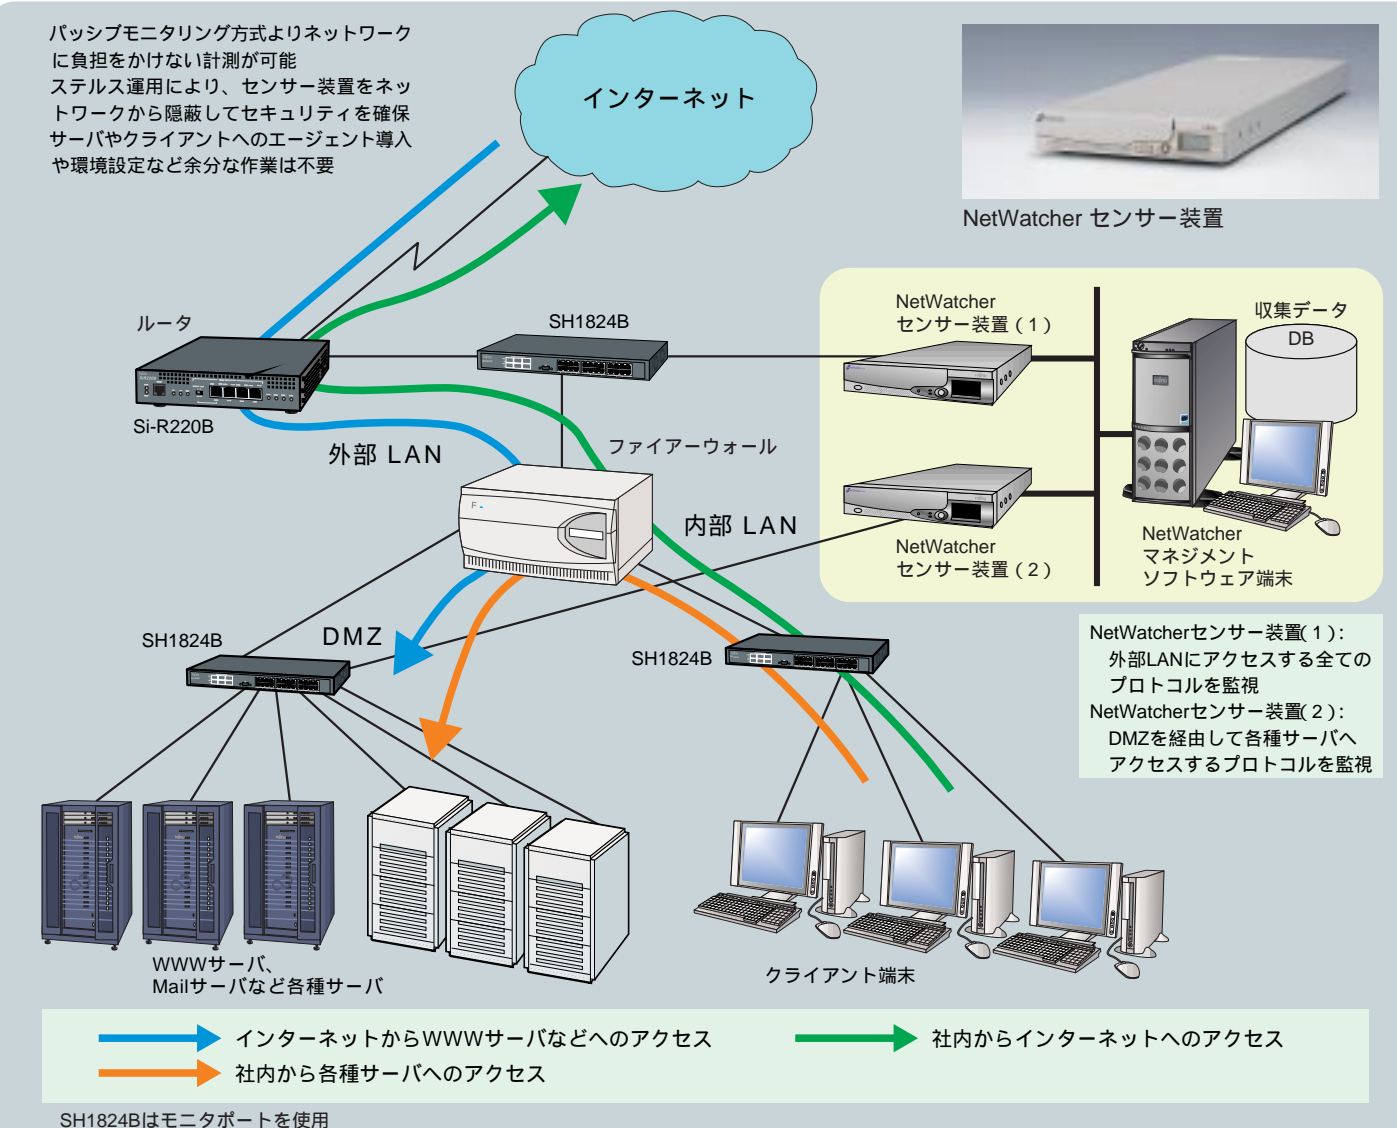 パッシブモニタリング方式よりネットワーク
に負担をかけない計測が可能
ステルス運用により、センサー装置をネッ
トワークから隠蔽してセキュリティを確保
サーバやクライアントへのエージェント導入
や環境設定など余分な作業は不要
インターネット
NetWatcher センサー装置
ルータ
Si-R220B
SH1824B
外部 LAN
ファイアーウォール
内部 LAN
NetWatcher
センサー装置（1）
収集データ
DB
NetWatcher
センサー装置（2）
NetWatcher
マネジメント
ソフトウェア端末
SH1824B
DMZ
SH1824B
NetWatcherセンサー装置(1):
外部LANにアクセスする全ての
プロトコルを監視
NetWatcherセンサー装置(2):
DMZを経由して各種サーバへ
アクセスするプロトコルを監視
WWWサーバ、
Mailサーバなど各種サーバ
クライアント端末
インターネットからWWWサーバなどへのアクセス
社内からインターネットへのアクセス
社内から各種サーバへのアクセス
SH1824Bはモニタポートを使用